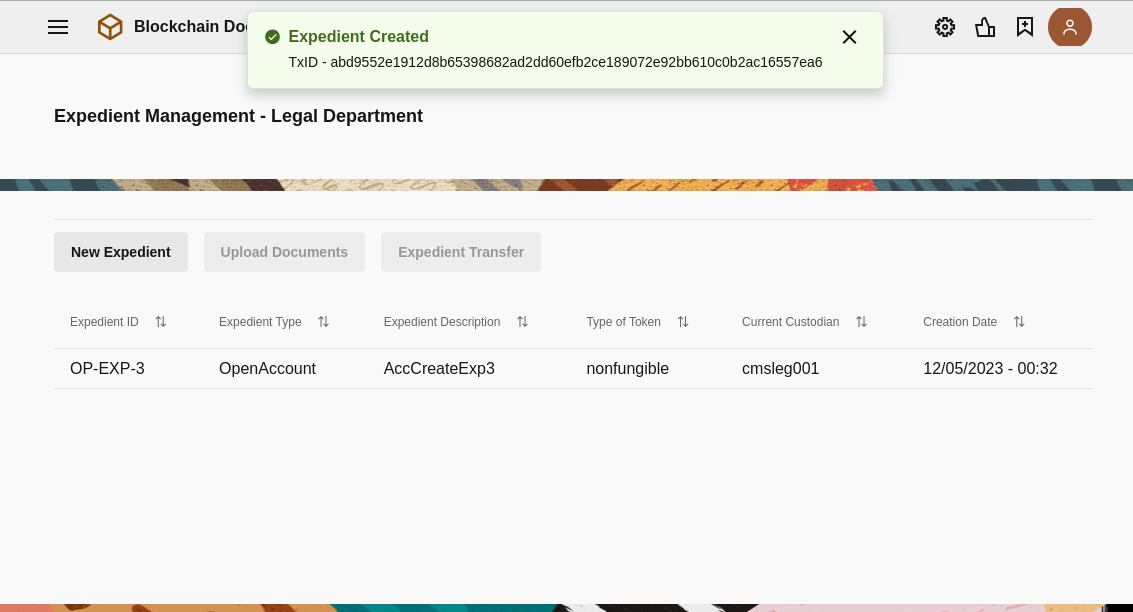 Blockchain Do
Expedient Created
TxID - abd9552e1912d8b65398682ad2dd60efb2ce189072e92bb610c0b2ac16557ea6
Expedient Management - Legal Department
New Expedient Upload Documents Expedient Transfer
Expedient ID Expedient Type Expedient Description Type of Token Current Custodian Creation Date
OP-EXP-3 OpenAccount AccCreateExp3 nonfungible cmsleg001 12/05/2023 - 00:32